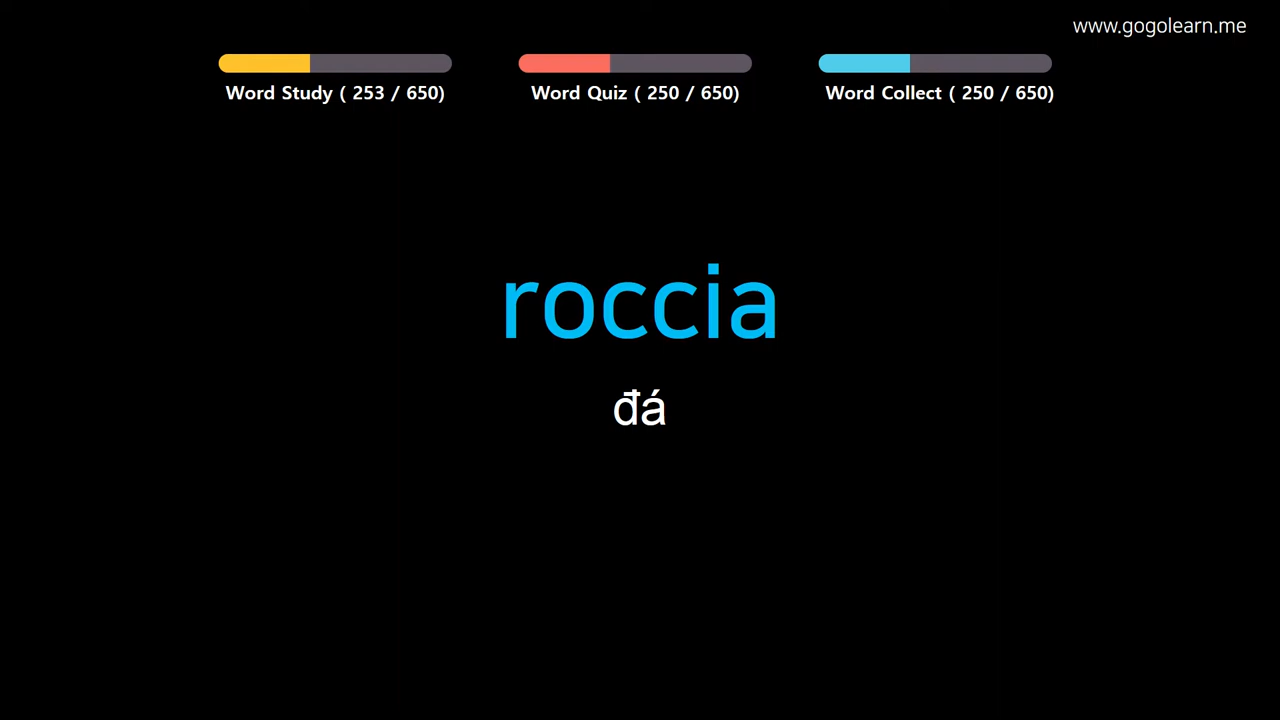 www.gogolearn.me
Word Study ( 253 / 650)
Word Quiz ( 250 / 650)
Word Collect ( 250 / 650)
roccia
đá